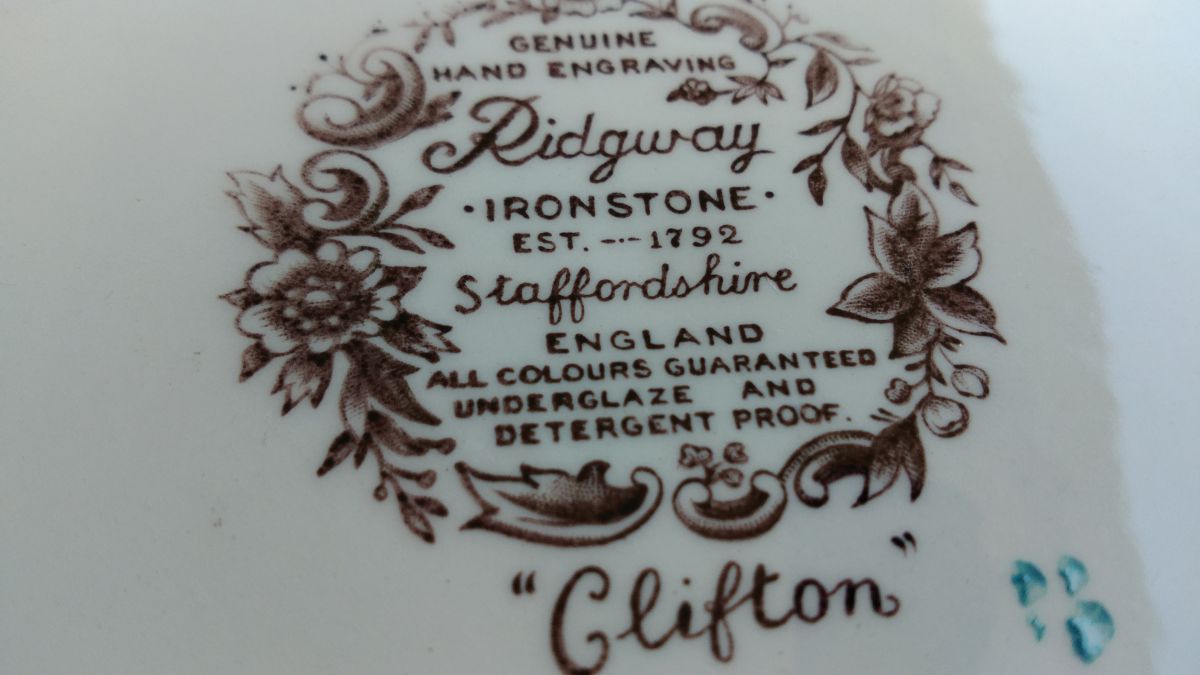 GENUINE
HAND ENGRAVING
Ridgway
·IRONSTONE·
EST. ---- 1792
Staffordshire
ENGLAND
ALL COLOURS GUARANTEED
UNDERGLAZE AND
DETERGENT PROOF.
"Clifton"